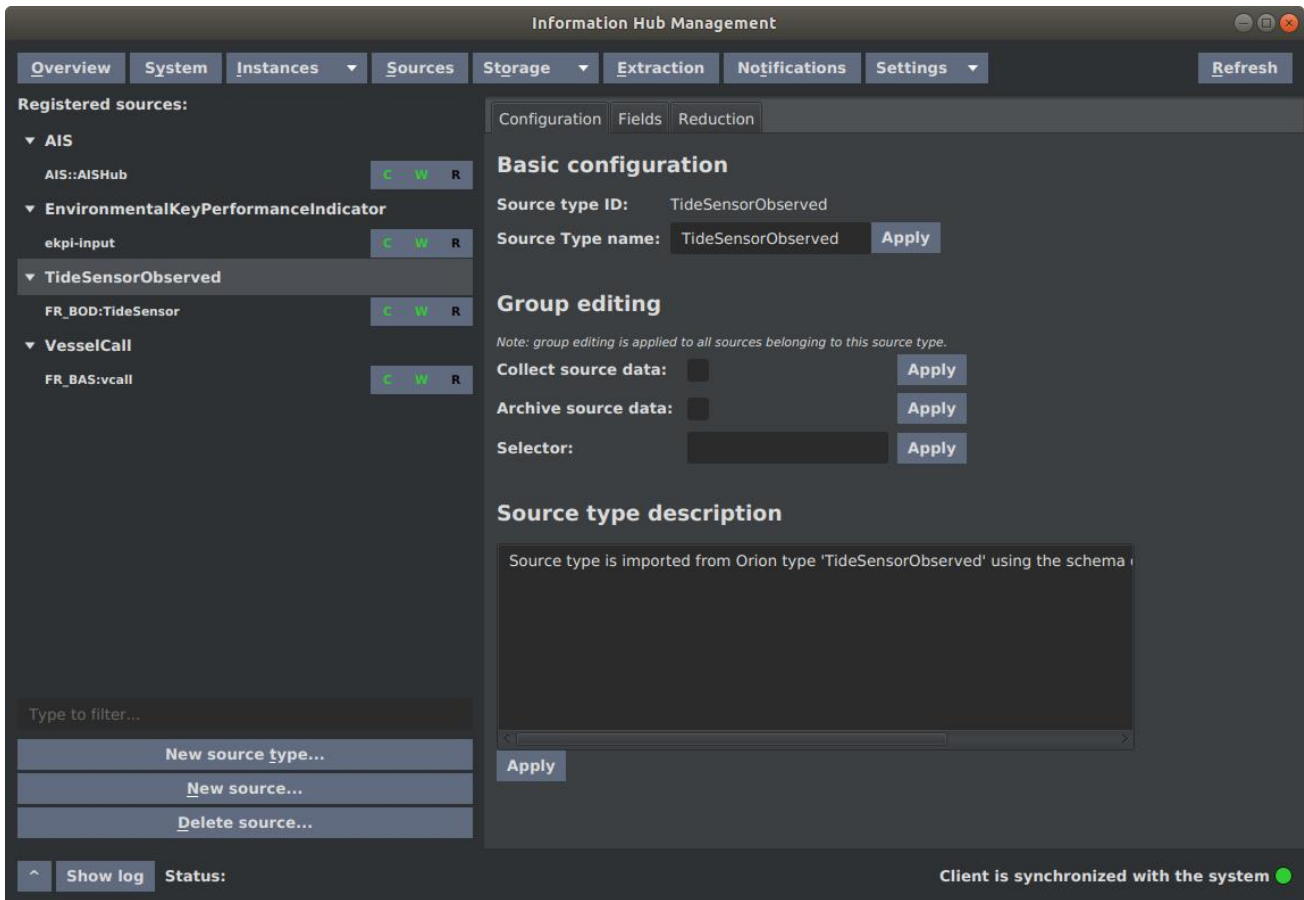 Information Hub Management
Overview System Instances Sources Storage Extraction Notifications Settings Refresh
Registered sources:
AIS
AIS::AISHub C W R
EnvironmentalKeyPerformanceIndicator
ekpi-input C W R
TideSensorObserved
FR_BOD:TideSensor C W R
VesselCall
FR_BAS:vcall C W R
Type to filter...
New source type...
New source...
Delete source...
Configuration Fields Reduction
Basic configuration
Source type ID: TideSensorObserved
Source Type name: TideSensorObserved Apply
Group editing
Note: group editing is applied to all sources belonging to this source type.
Collect source data: Apply
Archive source data: Apply
Selector: Apply
Source type description
Source type is imported from Orion type 'TideSensorObserved' using the schema
Apply
^ Show log Status: Client is synchronized with the system